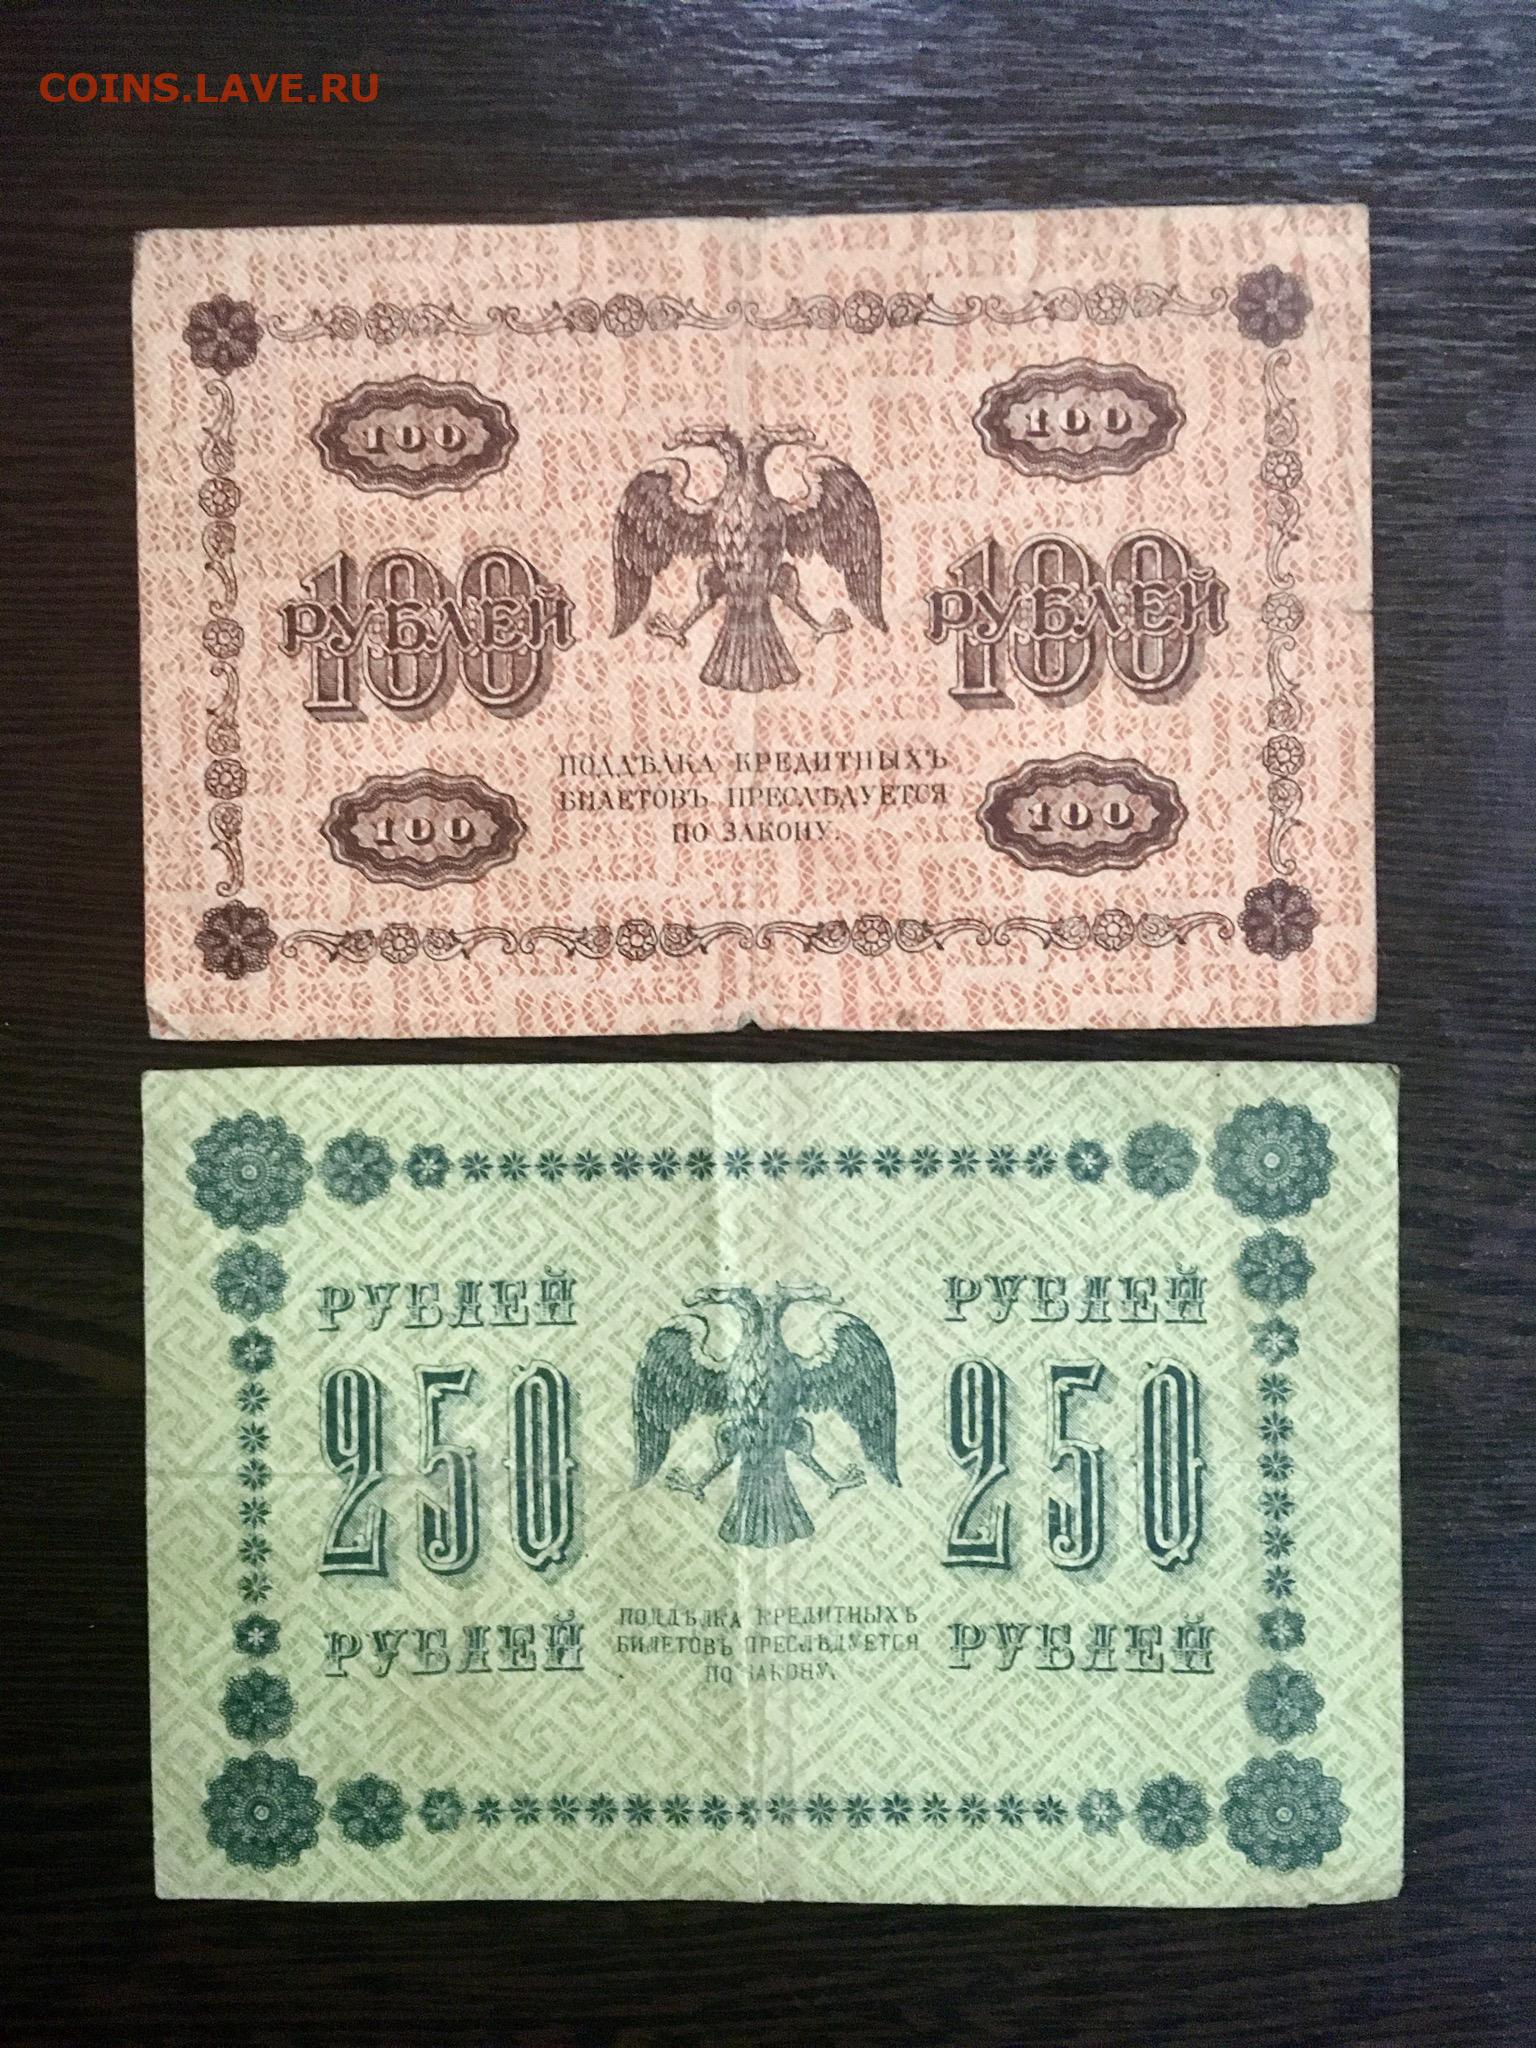 COINS.LAVE.RU
100 100
100 РУБЛЕЙ 100 РУБЛЕЙ
ПОДДѢЛКА КРЕДИТНЫХЪ
БИЛЕТОВЪ ПРЕСЛѢДУЕТСЯ
ПО ЗАКОНУ.
100 100
РУБЛЕЙ РУБЛЕЙ
250 250
ПОДДѢЛКА КРЕДИТНЫХЪ
БИЛЕТОВЪ ПРЕСЛѢДУЕТСЯ
ПО ЗАКОНУ.
РУБЛЕЙ РУБЛЕЙ